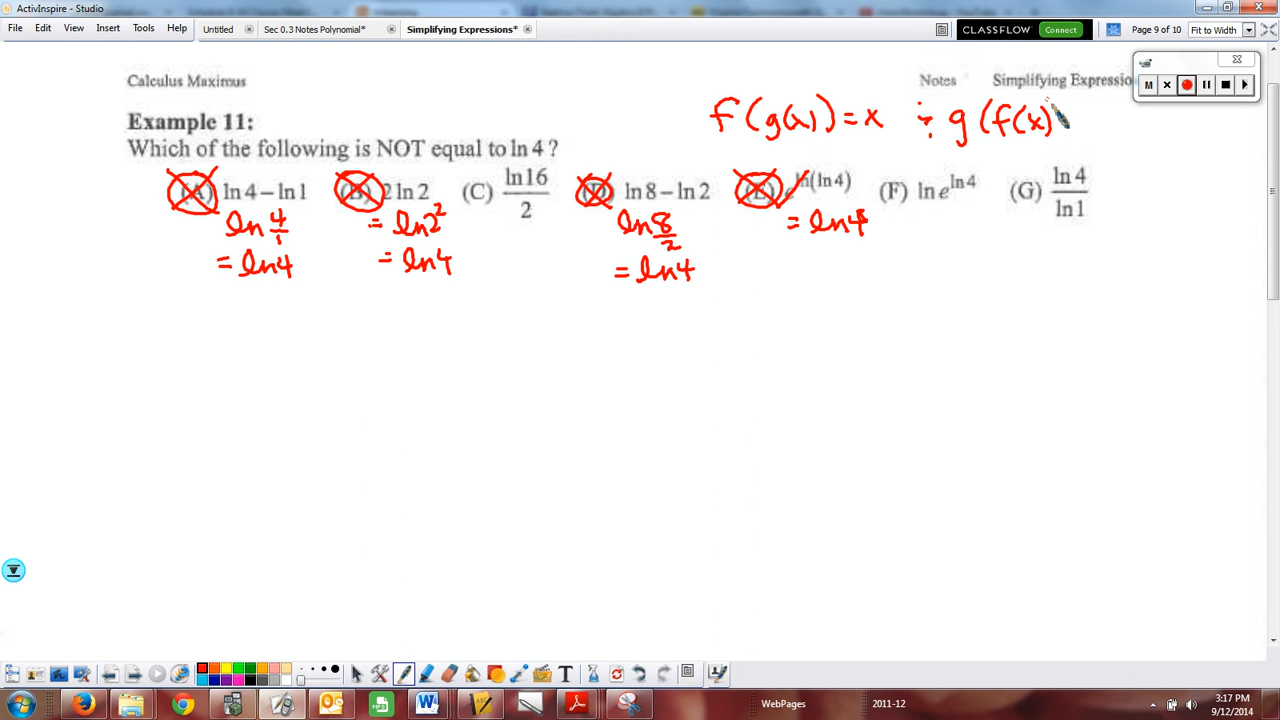 ActivInspire - Studio
File Edit View Insert Tools Help
Untitled × Sec 0.3 Notes Polynomial* × Simplifying Expressions* ×
CLASSFLOW Connect
Page 9 of 10 Fit to Width
Calculus Maximus
Notes Simplifying Expressio
M
f(g(x)) = x ; g(f(x)
Example 11:
Which of the following is NOT equal to ln 4 ?
(A) ln 4 – ln 1 (B) 2 ln 2 (C) ln 16 / 2 (D) ln 8 – ln 2 (E) e^ln(ln 4) (F) ln e^ln 4 (G) ln 4 / ln 1
ln 4/1 = ln 2² ln 8/2 = ln 4
= ln 4 = ln 4 = ln 4
WebPages 2011-12 3:17 PM
9/12/2014